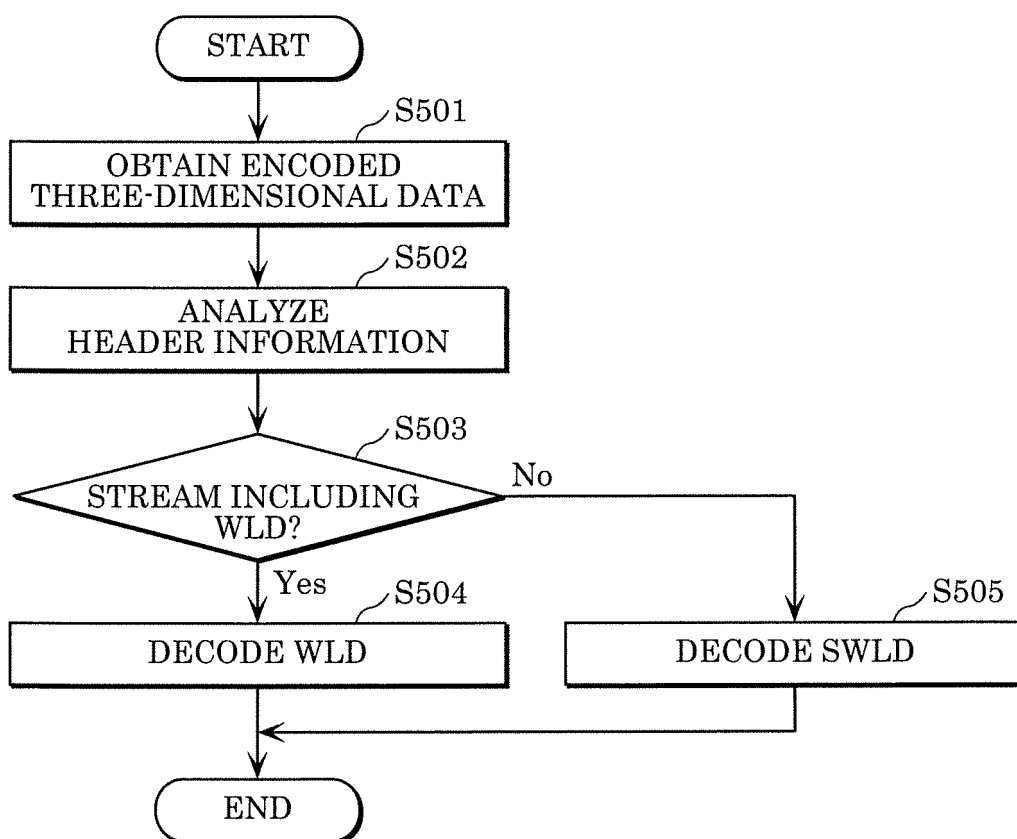 START
S501
OBTAIN ENCODED
THREE-DIMENSIONAL DATA
S502
ANALYZE
HEADER INFORMATION
S503
STREAM INCLUDING
WLD?
No
Yes
S504
DECODE WLD
S505
DECODE SWLD
END